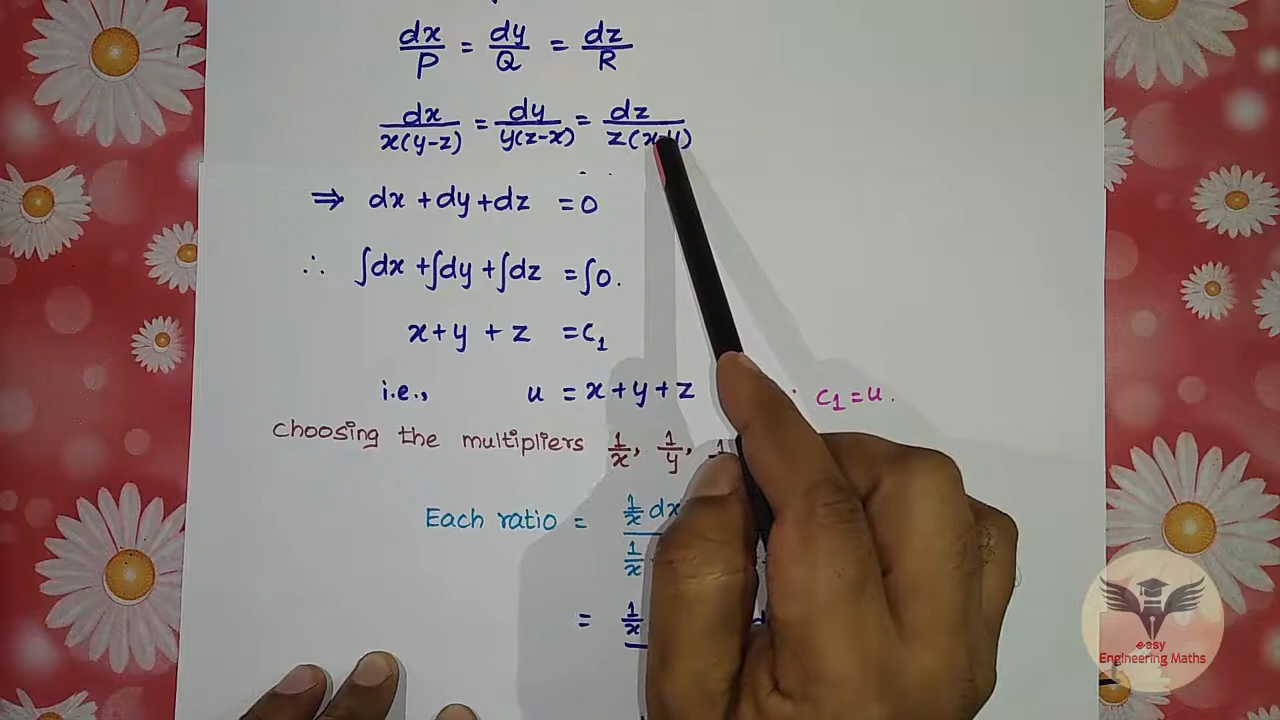 dx/P = dy/Q = dz/R
dx/x(y-z) = dy/y(z-x) = dz/z(x-y)
⇒ dx + dy + dz = 0
∴ ∫dx + ∫dy + ∫dz = ∫0.
x + y + z = c₁
i.e., u = x + y + z c₁ = u.
choosing the multipliers 1/x, 1/y, 1
Each ratio = 1/x dx
1/x
= 1/x
easy
Engineering Maths